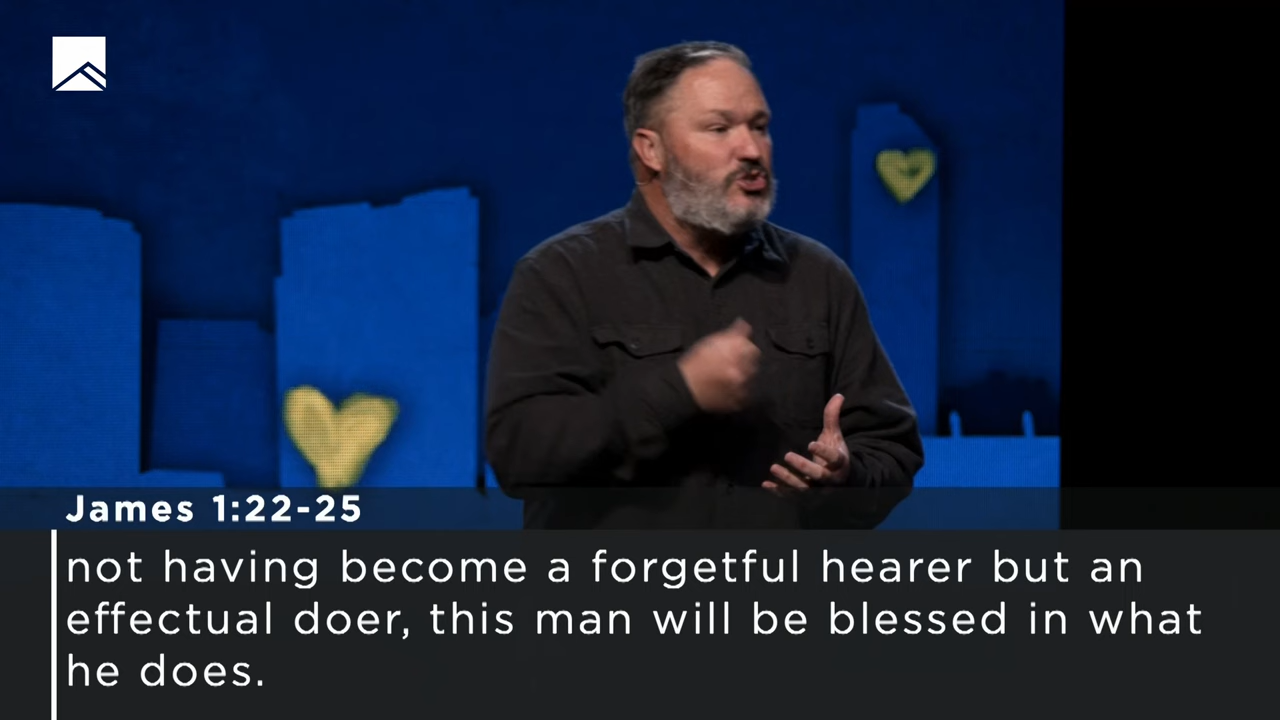 James 1:22-25
not having become a forgetful hearer but an
effectual doer, this man will be blessed in what
he does.